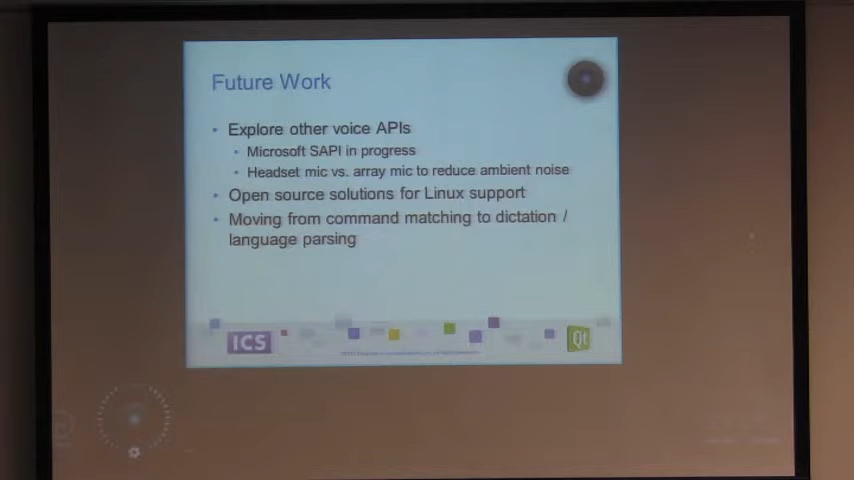 Future Work
• Explore other voice APIs
• Microsoft SAPI in progress
• Headset mic vs. array mic to reduce ambient noise
• Open source solutions for Linux support
• Moving from command matching to dictation /
language parsing
ICS
Qt